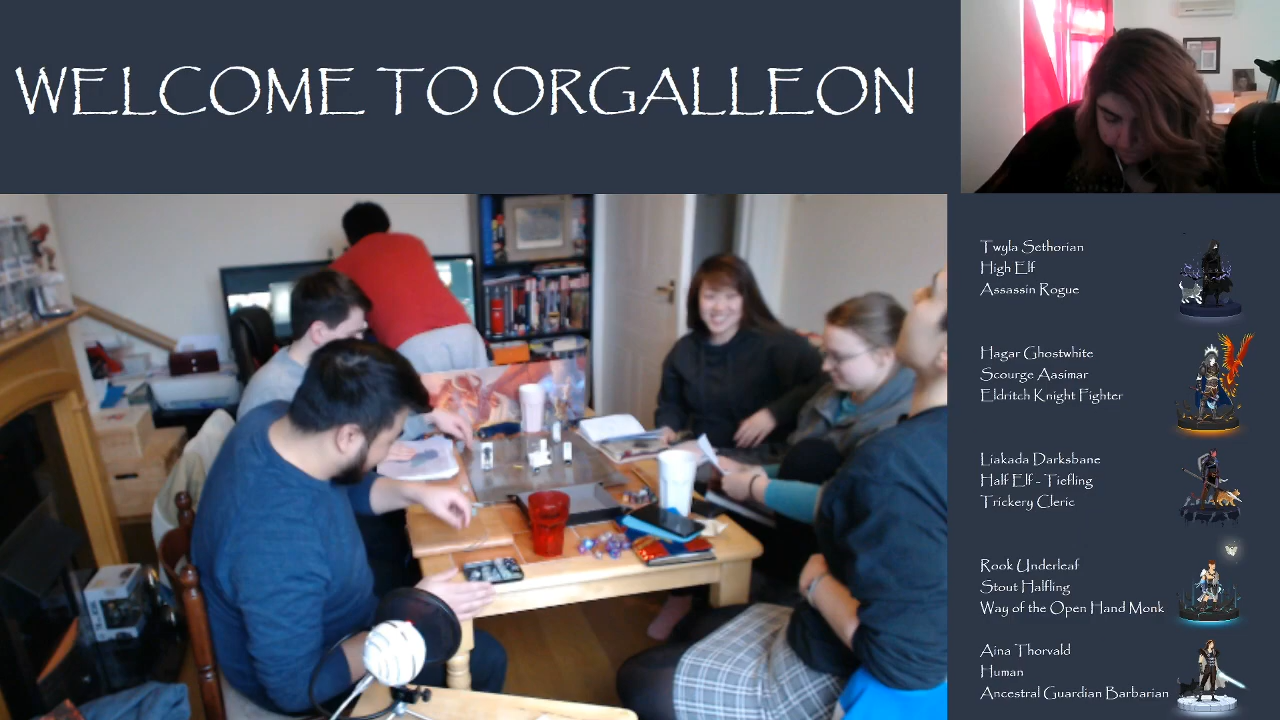 WELCOME TO ORGALLEON
Twyla Sethorian
High Elf
Assassin Rogue
Hagar Ghostwhite
Scourge Aasimar
Eldritch Knight Fighter
Liakada Darksbane
Half Elf - Tiefling
Trickery Cleric
Rook Underleaf
Stout Halfling
Way of the Open Hand Monk
Aina Thorvald
Human
Ancestral Guardian Barbarian